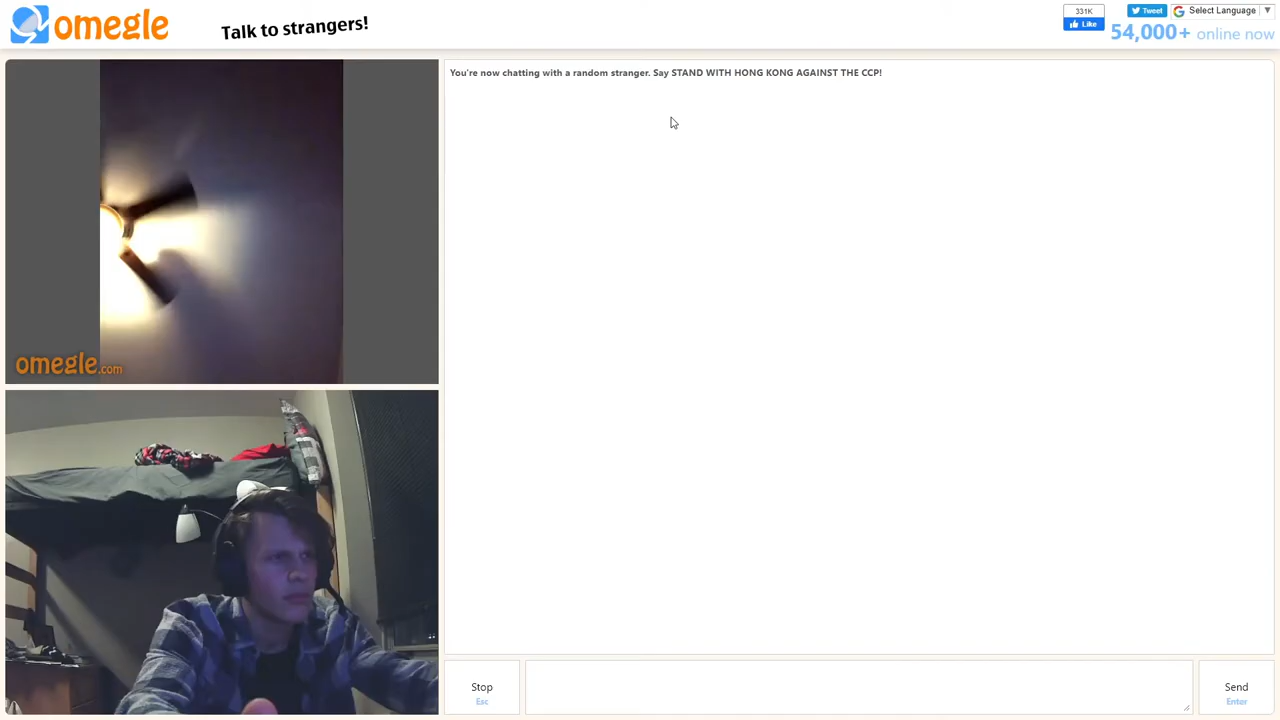 omegle
Talk to strangers!
331K
Like
Tweet
Select Language ▼
54,000+ online now
You're now chatting with a random stranger. Say STAND WITH HONG KONG AGAINST THE CCP!
omegle.com
Stop
Esc
Send
Enter